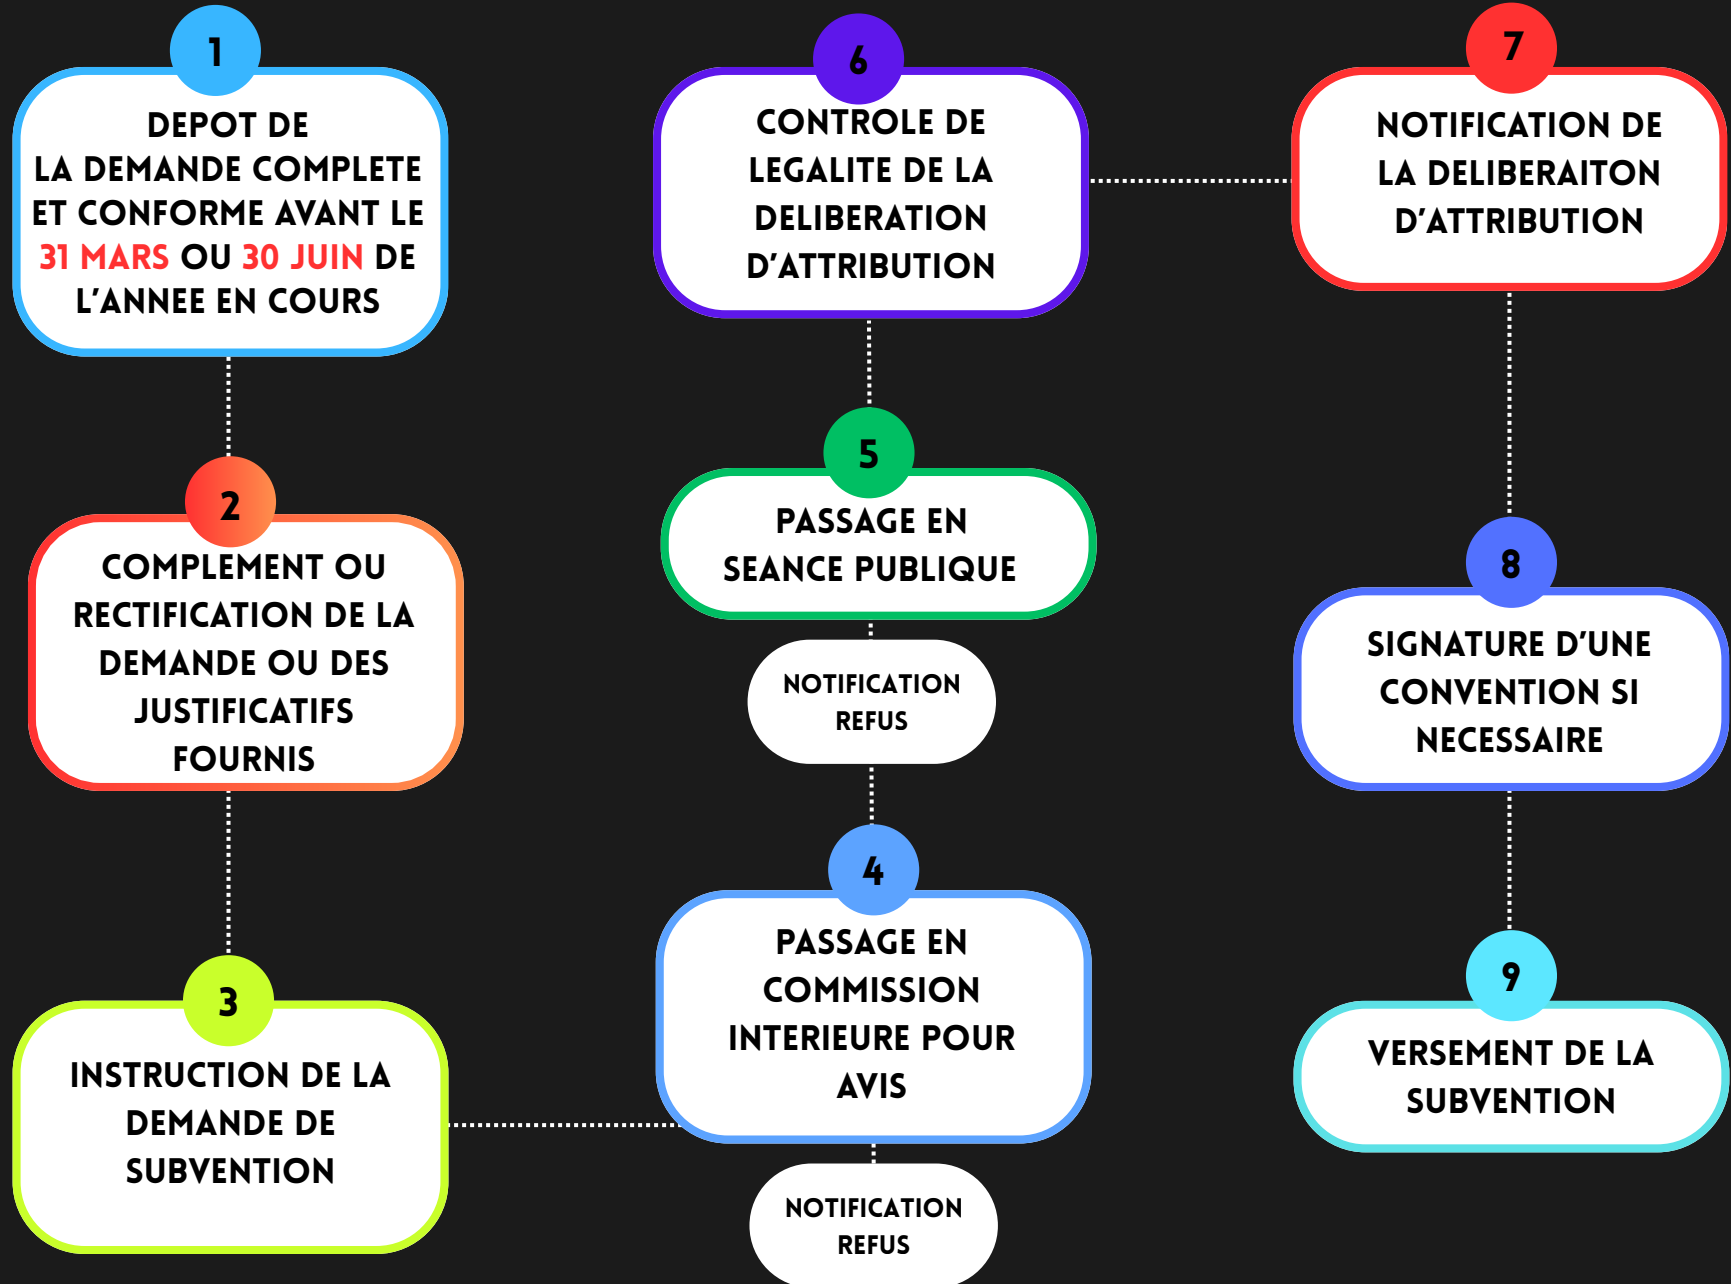 1
DEPOT DE
LA DEMANDE COMPLETE
ET CONFORME AVANT LE
31 MARS OU 30 JUIN DE
L'ANNEE EN COURS
2
COMPLEMENT OU
RECTIFICATION DE LA
DEMANDE OU DES
JUSTIFICATIFS
FOURNIS
3
INSTRUCTION DE LA
DEMANDE DE
SUBVENTION
4
PASSAGE EN
COMMISSION
INTERIEURE POUR
AVIS
NOTIFICATION
REFUS
5
PASSAGE EN
SEANCE PUBLIQUE
NOTIFICATION
REFUS
6
CONTROLE DE
LEGALITE DE LA
DELIBERATION
D'ATTRIBUTION
7
NOTIFICATION DE
LA DELIBERAITON
D'ATTRIBUTION
8
SIGNATURE D'UNE
CONVENTION SI
NECESSAIRE
9
VERSEMENT DE LA
SUBVENTION